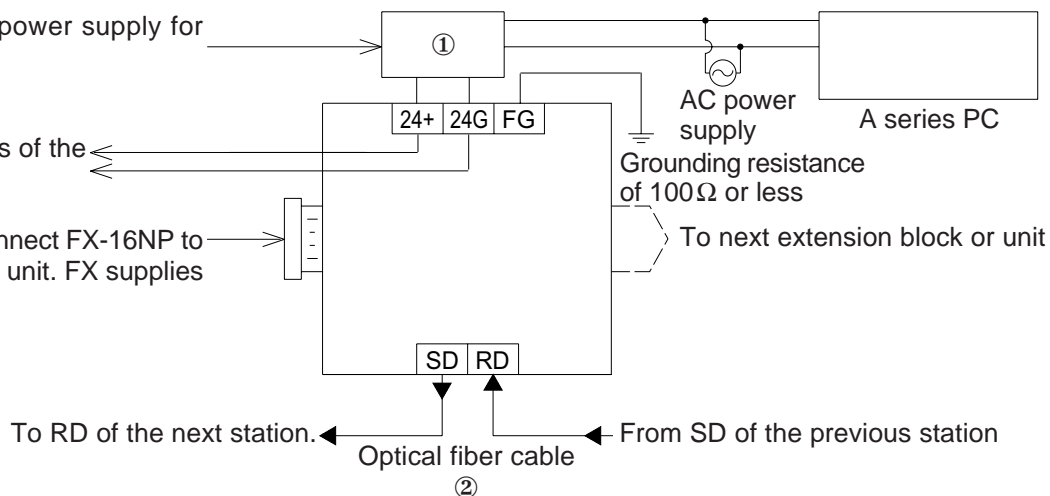 power supply for
①
AC power
supply
A series PC
24+ 24G FG
s of the
Grounding resistance
of 100Ω or less
nnect FX-16NP to
unit. FX supplies
To next extension block or unit
SD RD
To RD of the next station.
From SD of the previous station
Optical fiber cable
②